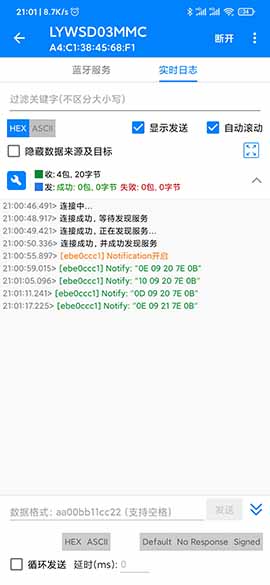 21:01 | 8.7K/s
34
LYWSD03MMC
A4:C1:38:45:68:F1
断开
蓝牙服务
实时日志
过滤关键字(不区分大小写)
HEX ASCII
显示发送
自动滚动
隐藏数据来源及目标
收: 4包, 20字节
发: 成功: 0包, 0字节 失败: 0包, 0字节
21:00:46.491> 连接中...
21:00:48.917> 连接成功，等待发现服务
21:00:49.421> 连接成功，正在发现服务...
21:00:50.336> 连接成功，并成功发现服务
21:00:55.897> [ebe0ccc1] Notification开启
21:00:59.015> [ebe0ccc1] Notify: "0E 09 20 7E 0B"
21:01:05.096> [ebe0ccc1] Notify: "10 09 20 7E 0B"
21:01:11.241> [ebe0ccc1] Notify: "0D 09 20 7E 0B"
21:01:17.225> [ebe0ccc1] Notify: "0E 09 21 7E 0B"
数据格式: aa00bb11cc22 (支持空格)
发送
HEX ASCII
Default No Response Signed
循环发送
延时(ms): 0